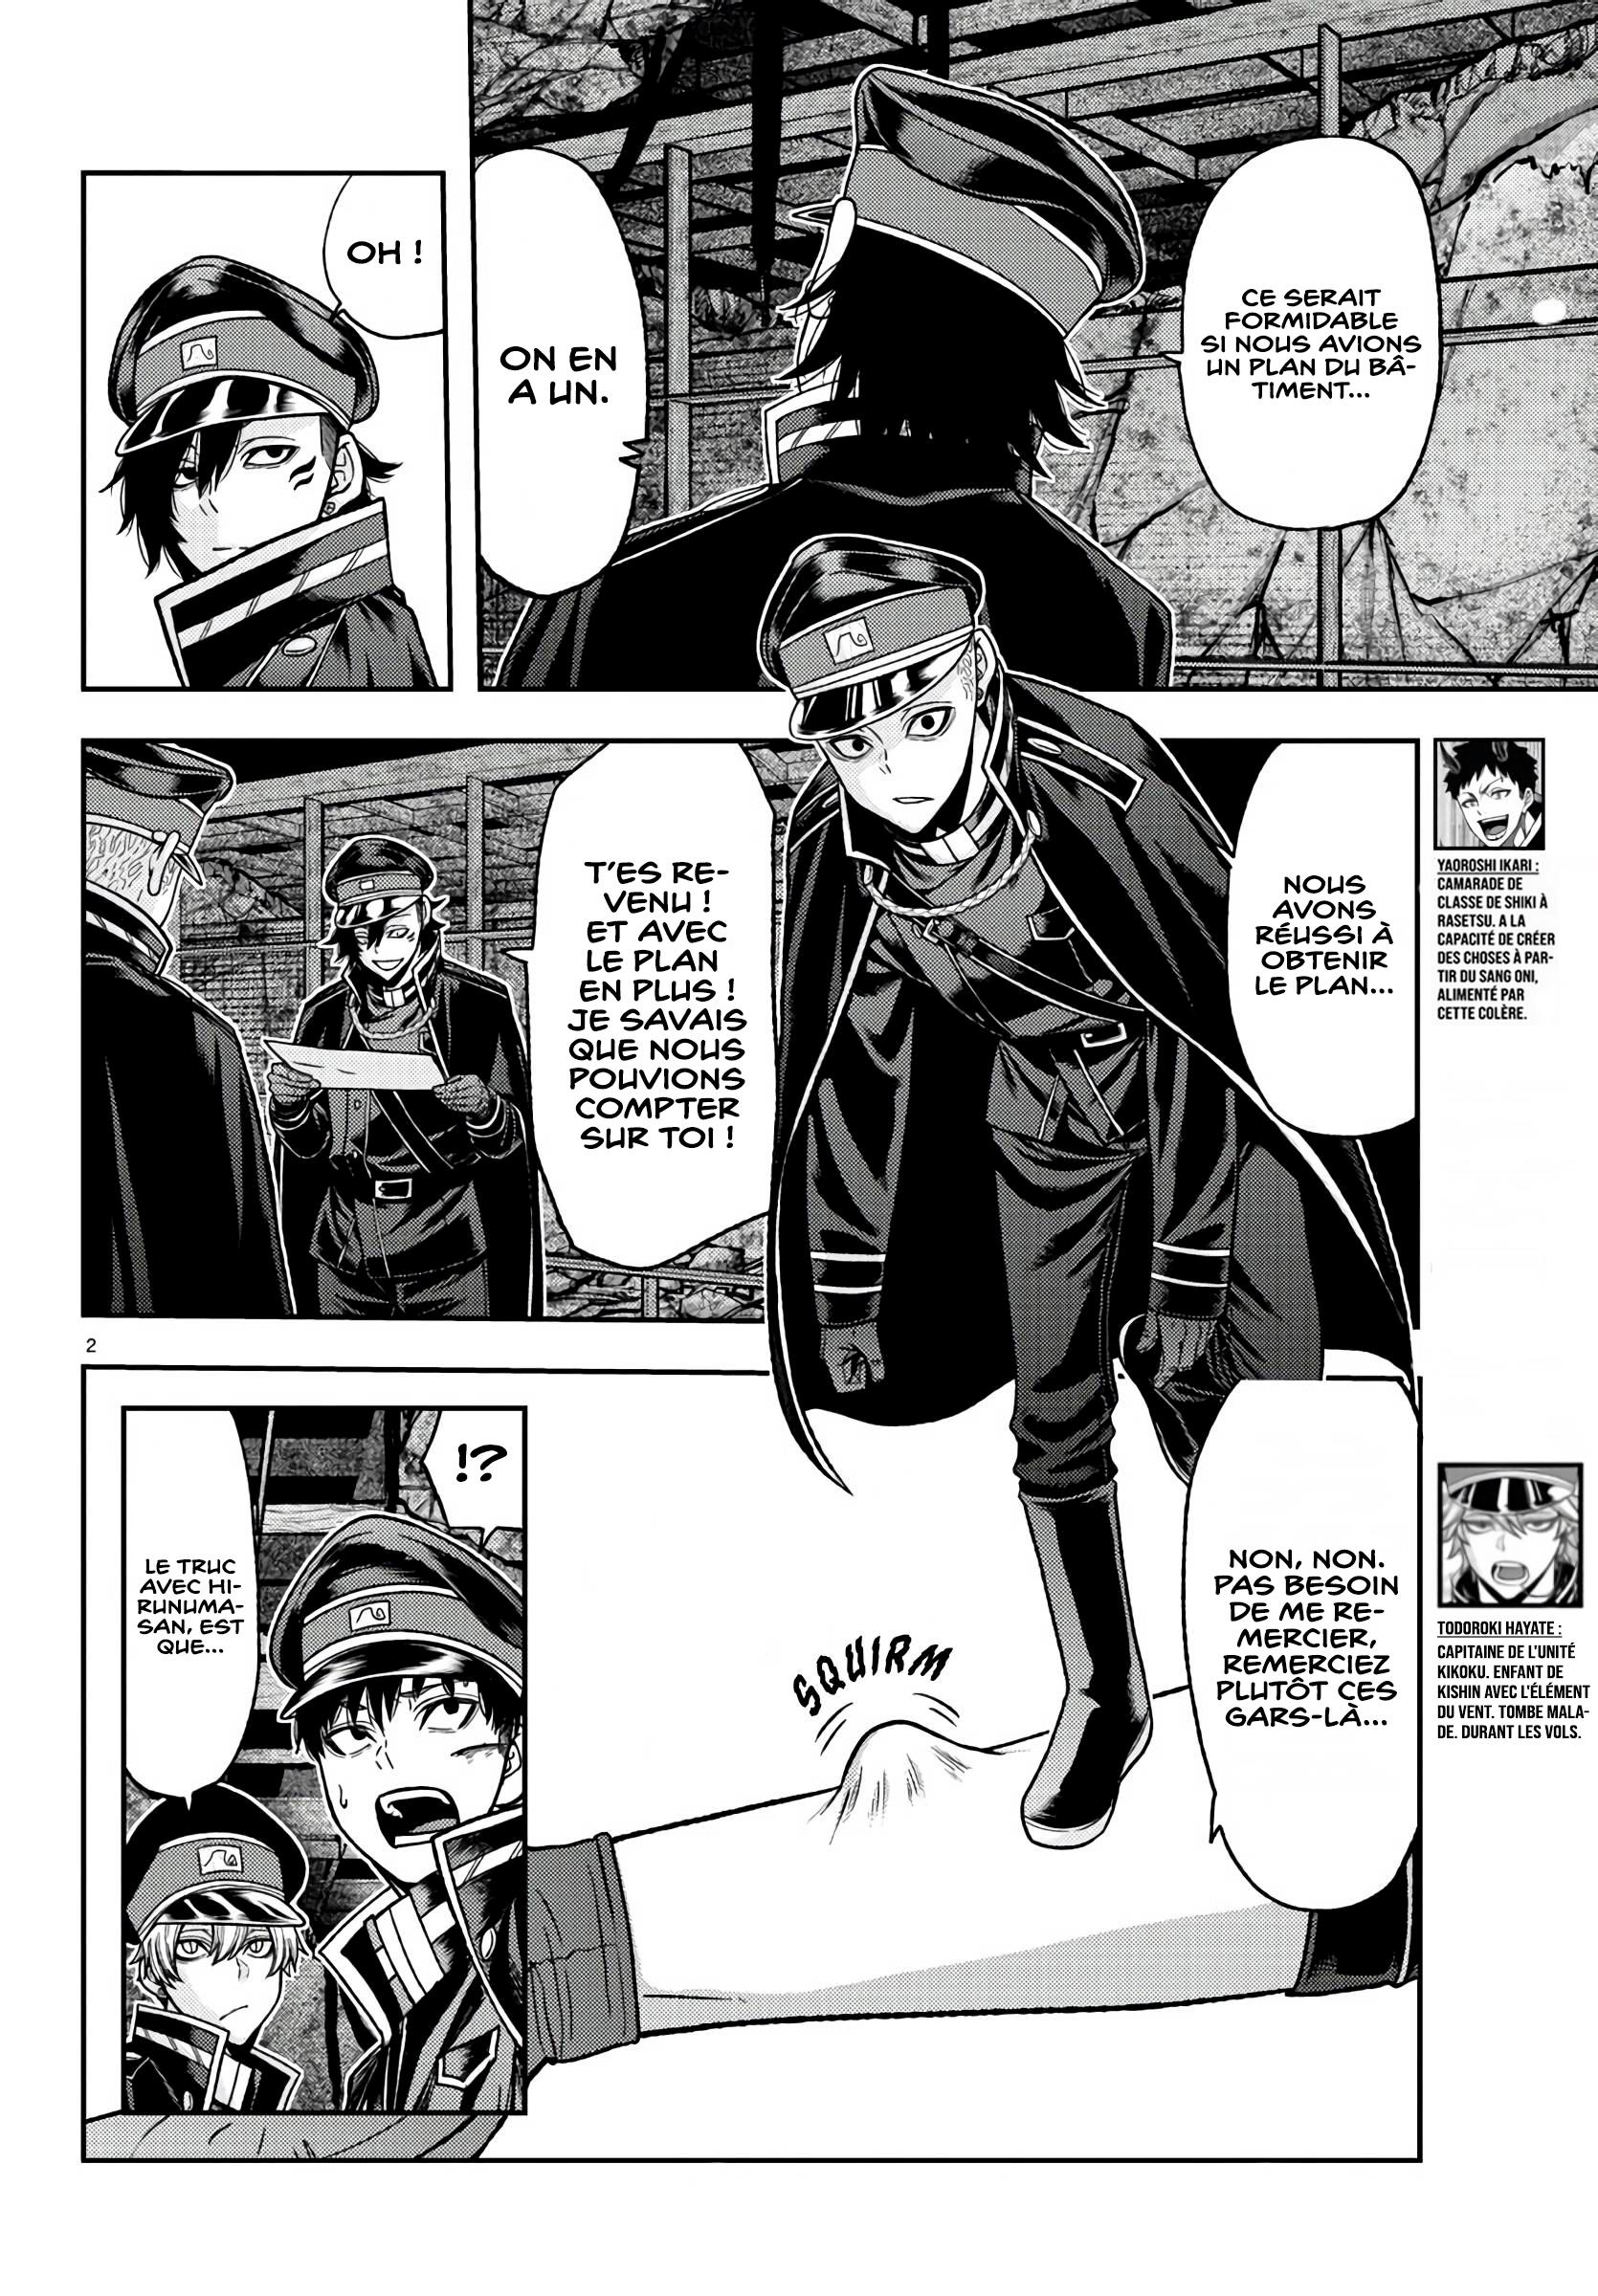 CE SERAIT
FORMIDABLE
SI NOUS AVIONS
UN PLAN DU BÂ-
TIMENT...
ON EN
A UN.
OH !
NOUS
AVONS
RÉUSSI À
OBTENIR
LE PLAN...
T'ES RE-
VENU !
ET AVEC
LE PLAN
EN PLUS !
JE SAVAIS
QUE NOUS
POUVIONS
COMPTER
SUR TOI !
YAOROSHI IKARI :
CAMARADE DE
CLASSE DE SHIKI À
RASETSU. A LA
CAPACITÉ DE CRÉER
DES CHOSES À PAR-
TIR DU SANG ONI,
ALIMENTÉ PAR
CETTE COLÈRE.
2
NON, NON.
PAS BESOIN
DE ME RE-
MERCIER,
REMERCIEZ
PLUTÔT CES
GARS-LÀ...
SQUIRM
!?
LE TRUC
AVEC HI-
RUNUMA-
SAN, EST
QUE...
TODOROKI HAYATE :
CAPITAINE DE L'UNITÉ
KIKOKU. ENFANT DE
KISHIN AVEC L'ÉLÉMENT
DU VENT. TOMBE MALA-
DE. DURANT LES VOLS.